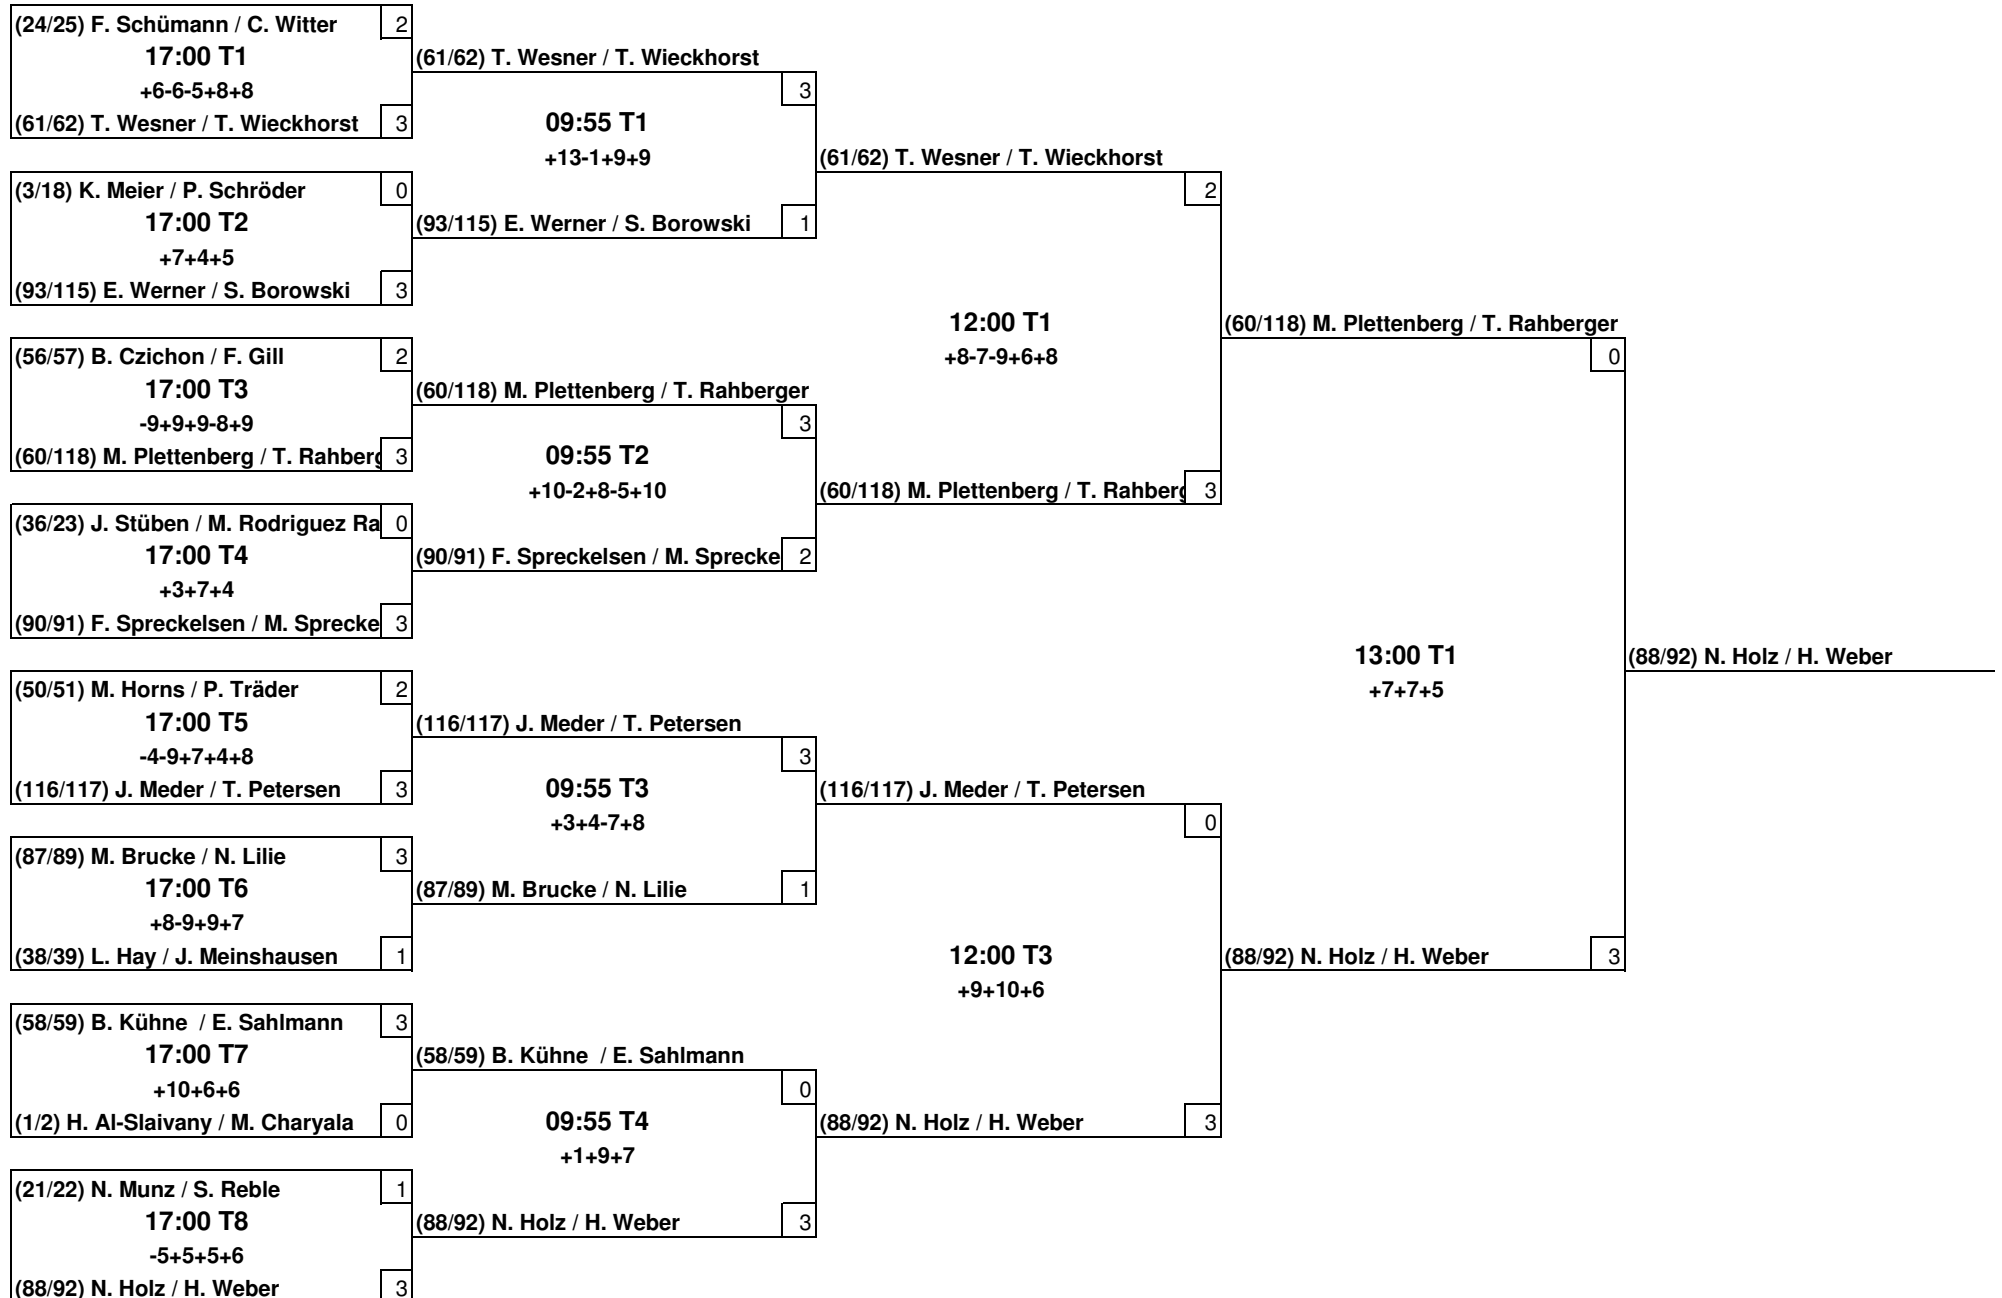 (24/25) F. Schümann / C. Witter 2
17:00 T1
+6-6-5+8+8
(61/62) T. Wesner / T. Wieckhorst 3
(3/18) K. Meier / P. Schröder 0
17:00 T2
+7+4+5
(93/115) E. Werner / S. Borowski 3
(56/57) B. Czichon / F. Gill 2
17:00 T3
-9+9+9-8+9
(60/118) M. Plettenberg / T. Rahberg 3
(36/23) J. Stüben / M. Rodriguez Ra 0
17:00 T4
+3+7+4
(90/91) F. Spreckelsen / M. Sprecke 3
(50/51) M. Horns / P. Träder 2
17:00 T5
-4-9+7+4+8
(116/117) J. Meder / T. Petersen 3
(87/89) M. Brucke / N. Lilie 3
17:00 T6
+8-9+9+7
(38/39) L. Hay / J. Meinshausen 1
(58/59) B. Kühne / E. Sahlmann 3
17:00 T7
+10+6+6
(1/2) H. Al-Slaivany / M. Charyala 0
(21/22) N. Munz / S. Reble 1
17:00 T8
-5+5+5+6
(88/92) N. Holz / H. Weber 3
(61/62) T. Wesner / T. Wieckhorst
3
09:55 T1
+13-1+9+9
(93/115) E. Werner / S. Borowski 1
(60/118) M. Plettenberg / T. Rahberger
3
09:55 T2
+10-2+8-5+10
(90/91) F. Spreckelsen / M. Sprecke 2
(116/117) J. Meder / T. Petersen
3
09:55 T3
+3+4-7+8
(87/89) M. Brucke / N. Lilie 1
(58/59) B. Kühne / E. Sahlmann
0
09:55 T4
+1+9+7
(88/92) N. Holz / H. Weber 3
(61/62) T. Wesner / T. Wieckhorst
2
12:00 T1
+8-7-9+6+8
(60/118) M. Plettenberg / T. Rahberg 3
(116/117) J. Meder / T. Petersen
0
12:00 T3
+9+10+6
(88/92) N. Holz / H. Weber 3
(60/118) M. Plettenberg / T. Rahberger
0
13:00 T1
+7+7+5
(88/92) N. Holz / H. Weber 3
(88/92) N. Holz / H. Weber